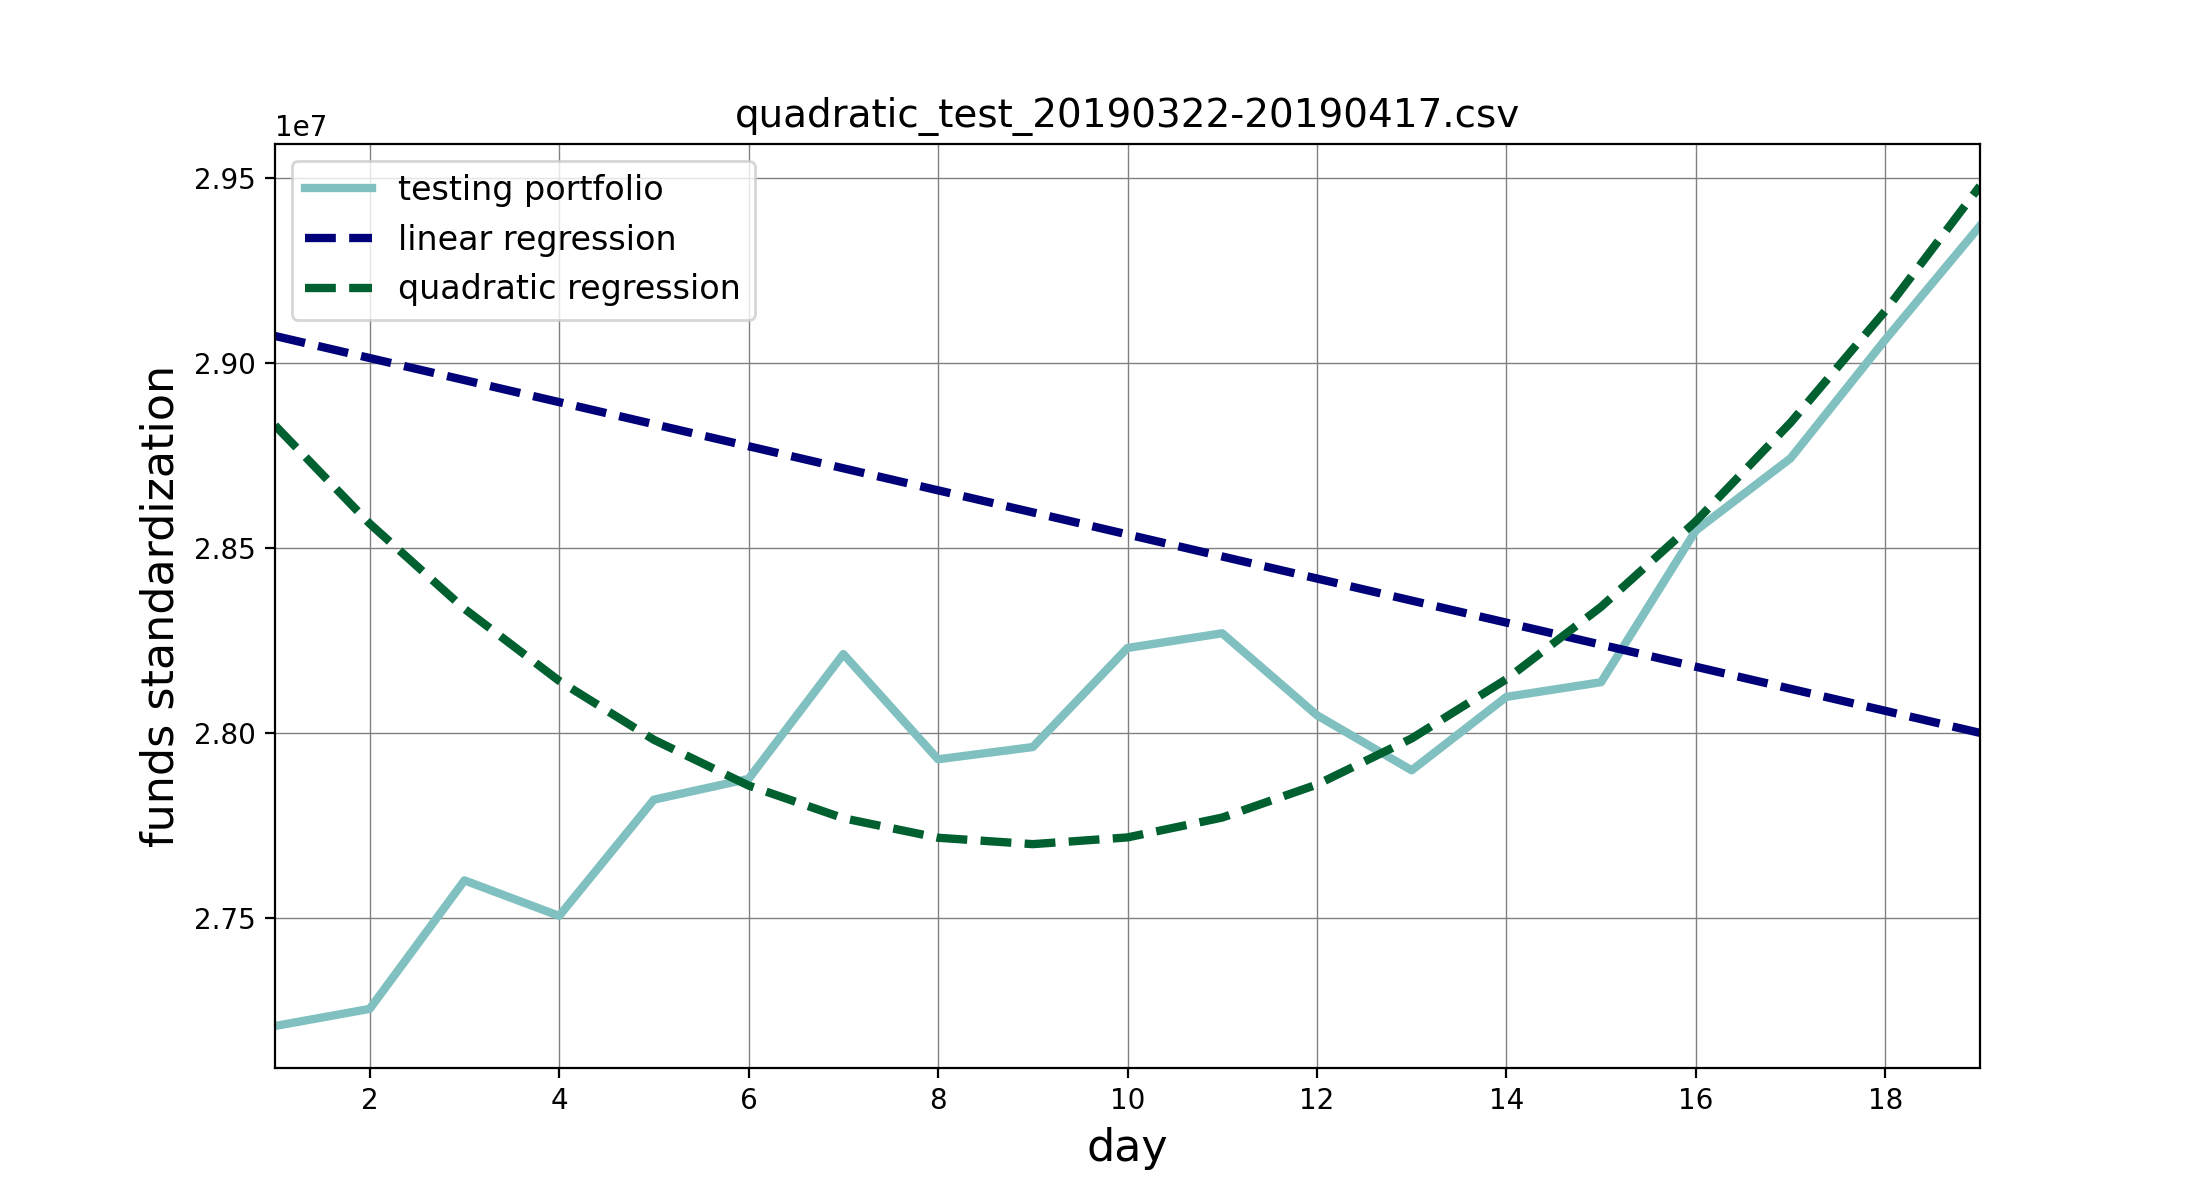 quadratic_test_20190322-20190417.csv
1e7
testing portfolio
linear regression
quadratic regression
2.95
2.90
2.85
2.80
2.75
funds standardization
2 4 6 8 10 12 14 16 18
day